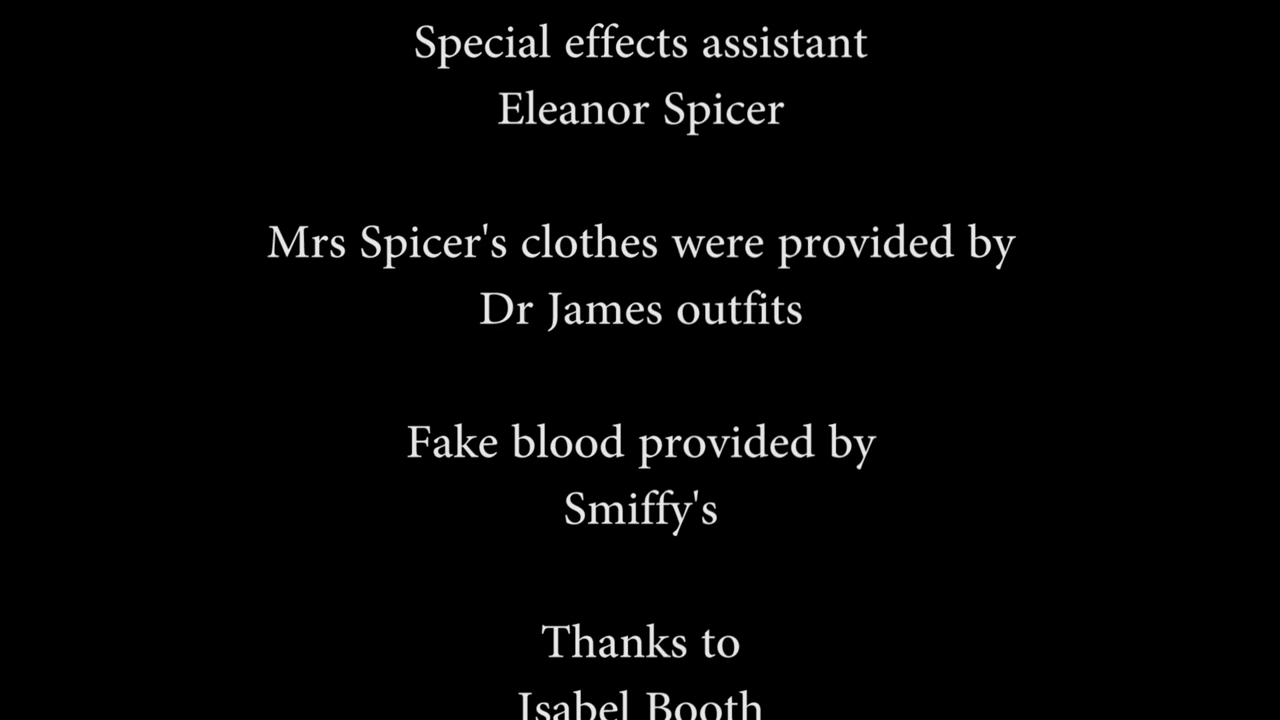 Special effects assistant
Eleanor Spicer
Mrs Spicer's clothes were provided by
Dr James outfits
Fake blood provided by
Smiffy's
Thanks to
Isabel Booth